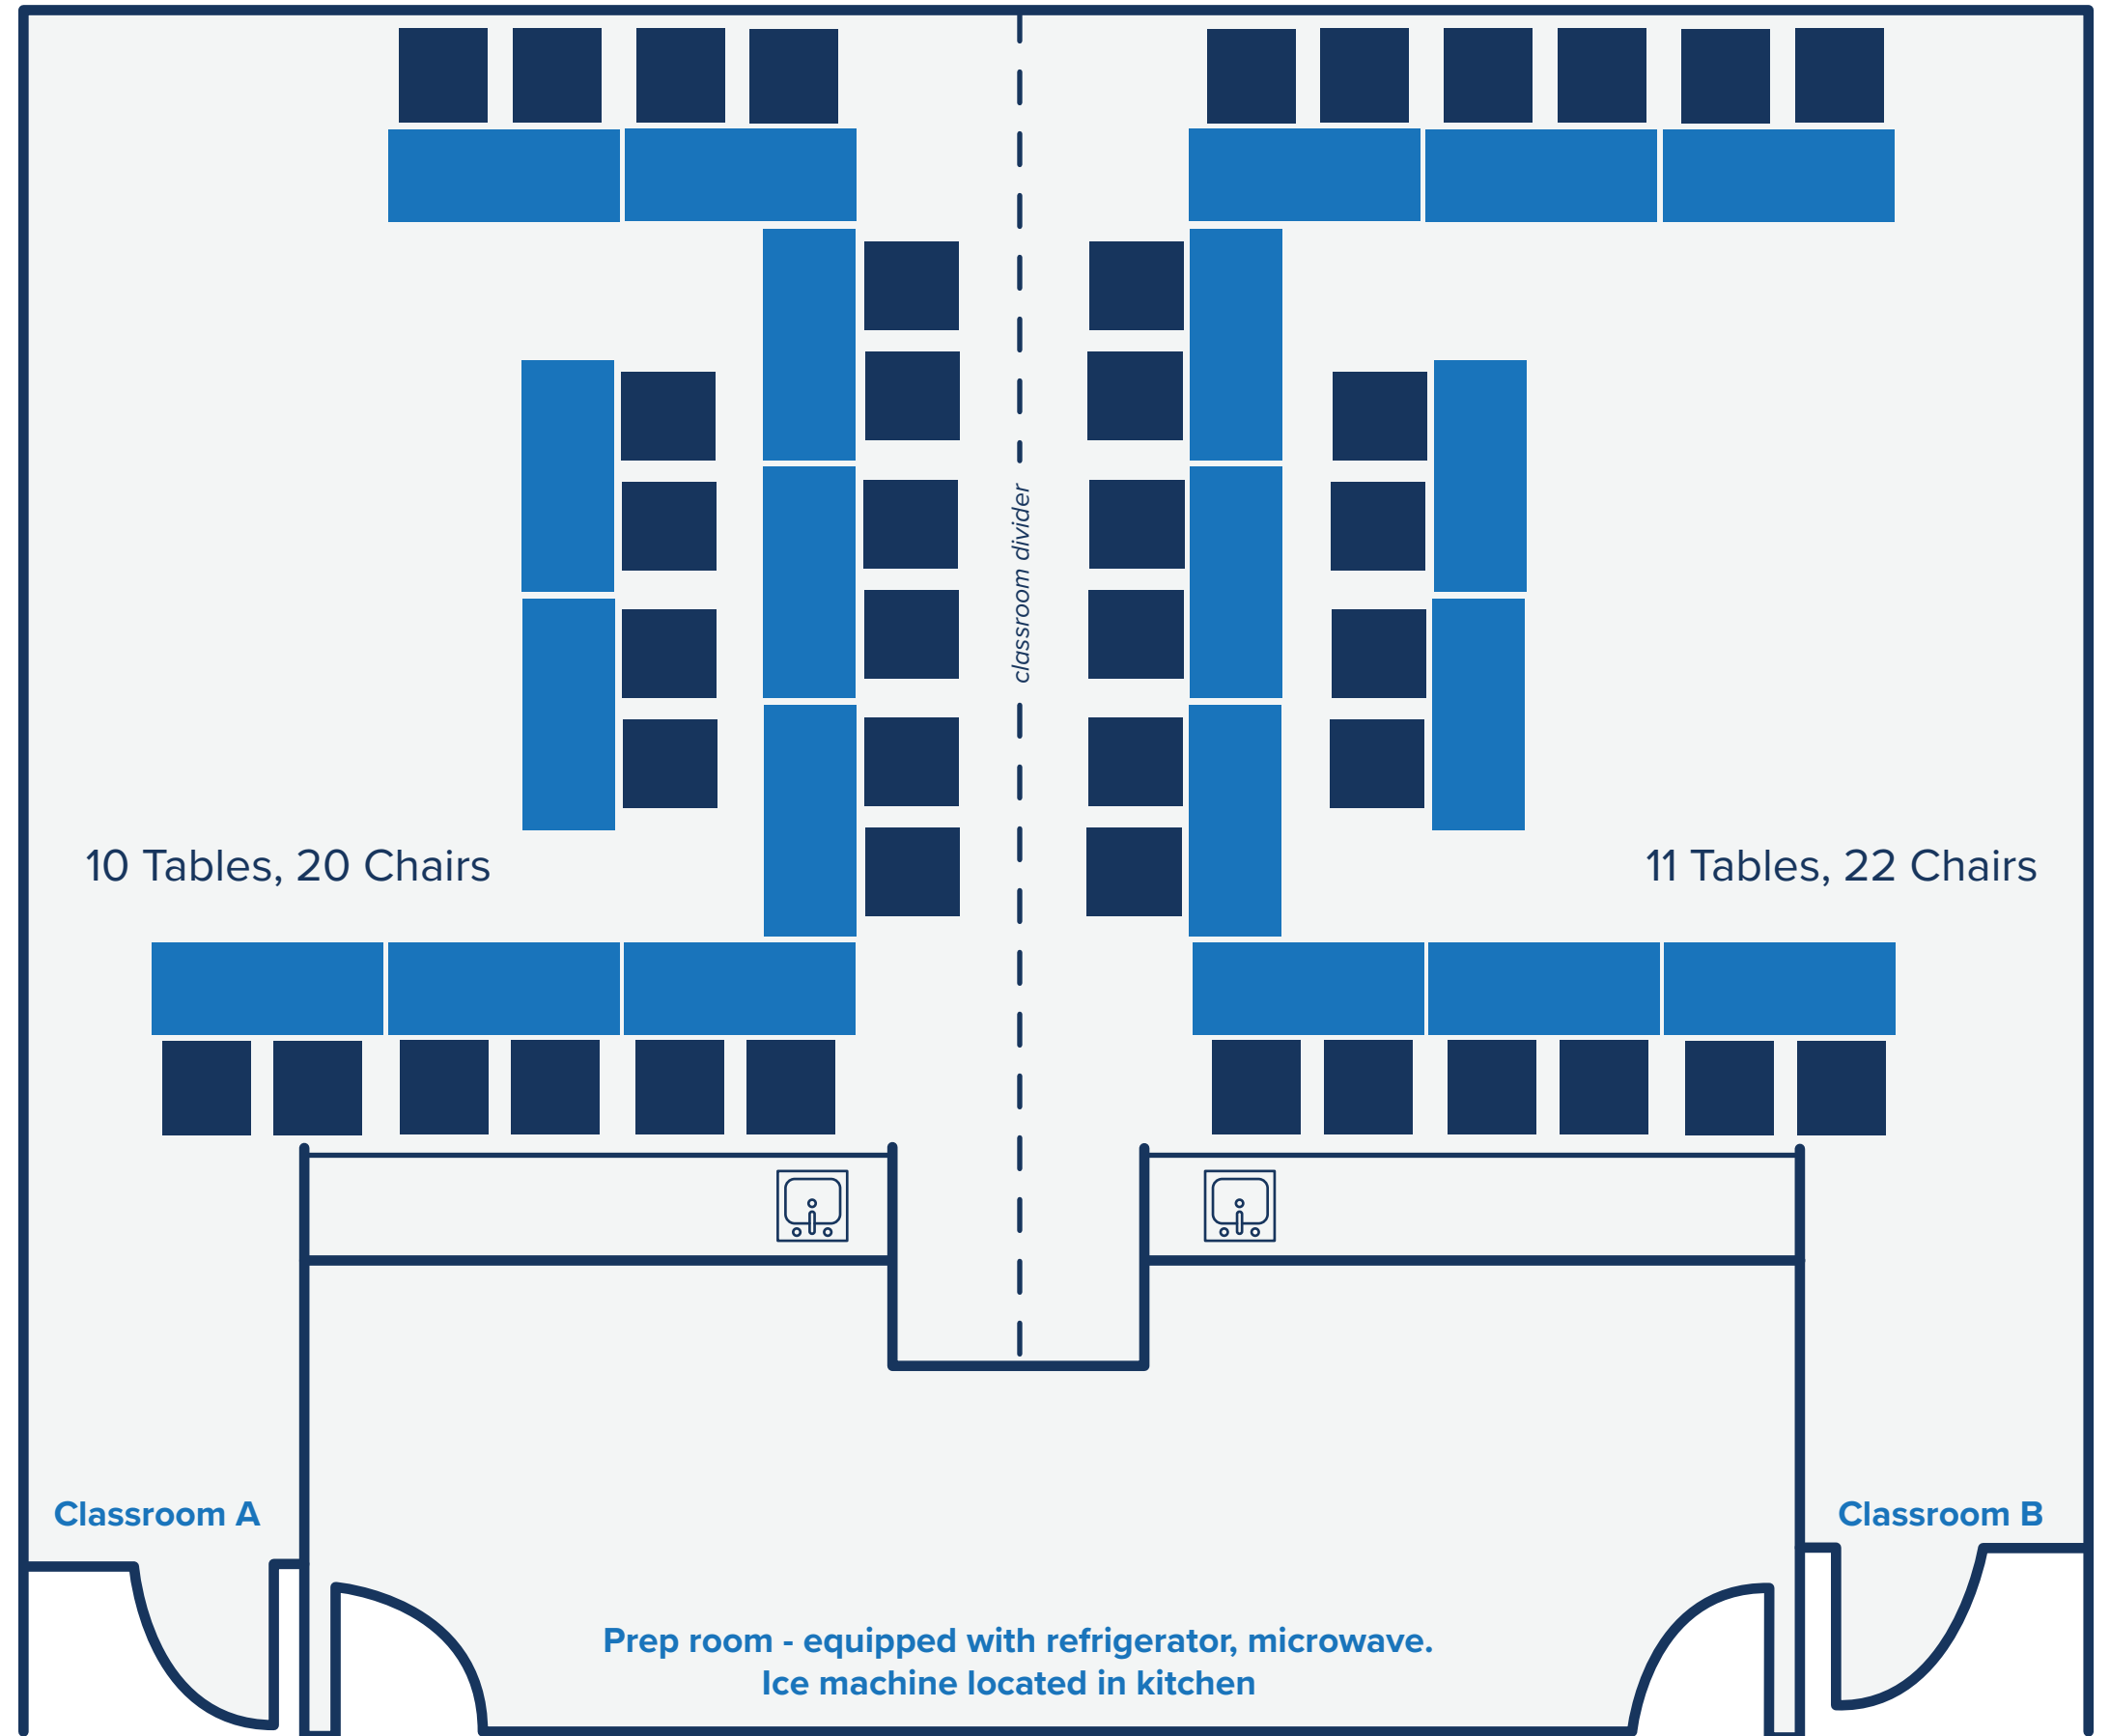 classroom divider
10 Tables, 20 Chairs
11 Tables, 22 Chairs
Classroom A
Classroom B
Prep room - equipped with refrigerator, microwave.
Ice machine located in kitchen